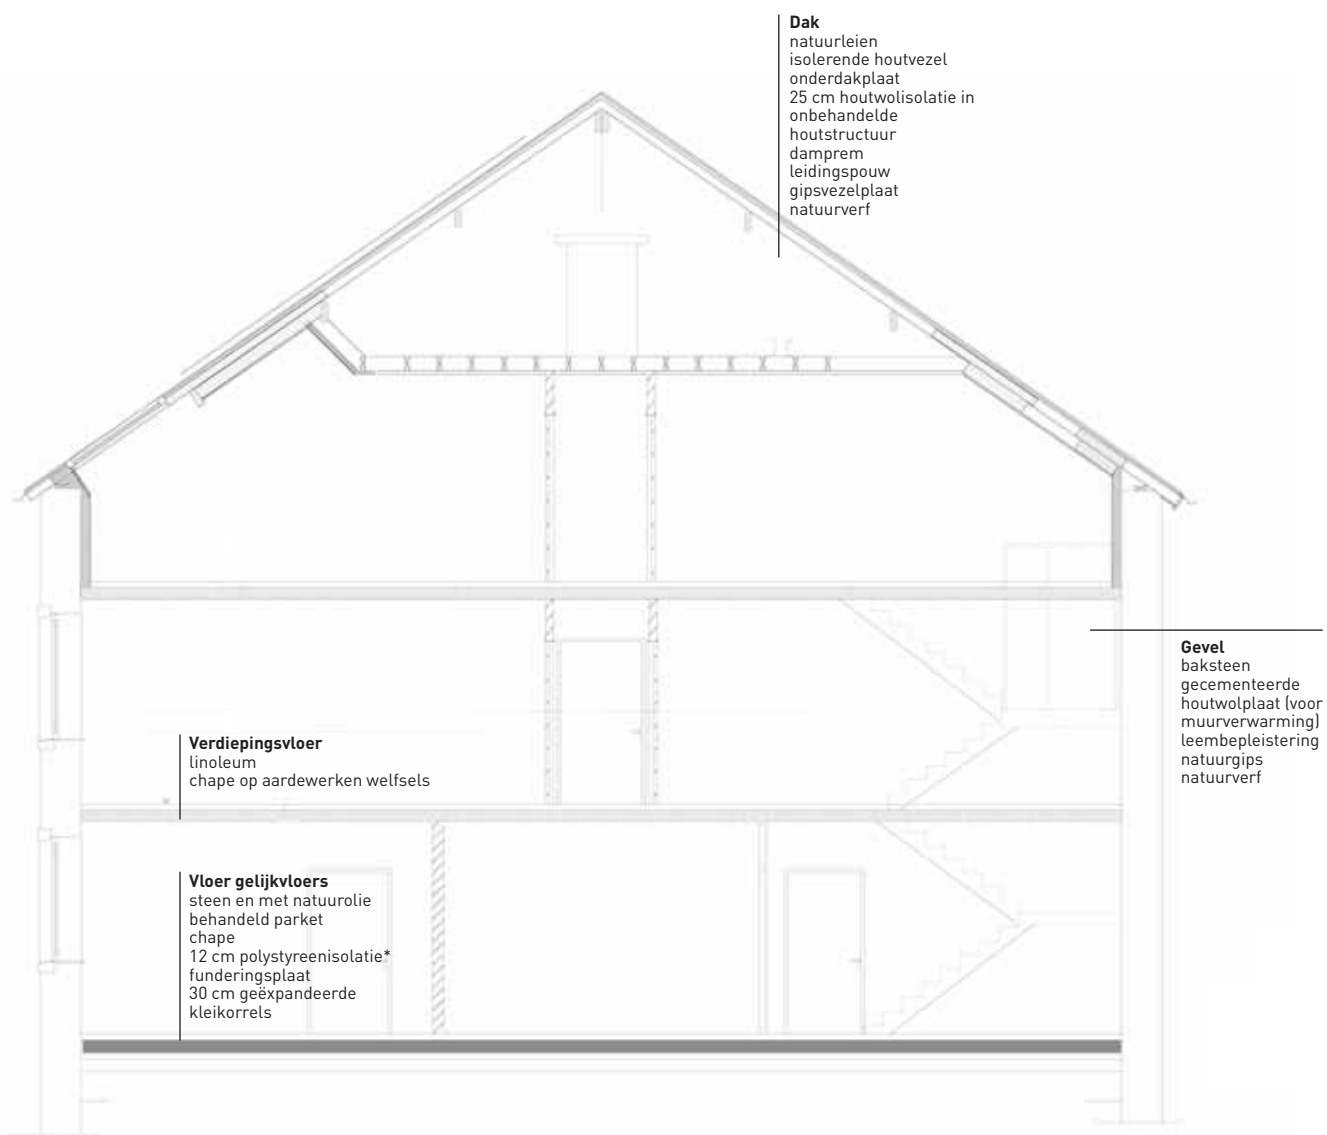 Dak
natuurleien
isolerende houtvezel
onderdakplaat
25 cm houtwolisolatie in
onbehandelde
houtstructuur
damprem
leidingspouw
gipsvezelplaat
natuurverf
Gevel
baksteen
gecementeerde
houtwolplaat (voor
muurverwarming)
leembepleistering
natuurgips
natuurverf
Verdiepingsvloer
linoleum
chape op aardewerken welfsels
Vloer gelijkvloers
steen en met natuurolie
behandeld parket
chape
12 cm polystyreenisolatie*
funderingsplaat
30 cm geëxpandeerde
kleikorrels